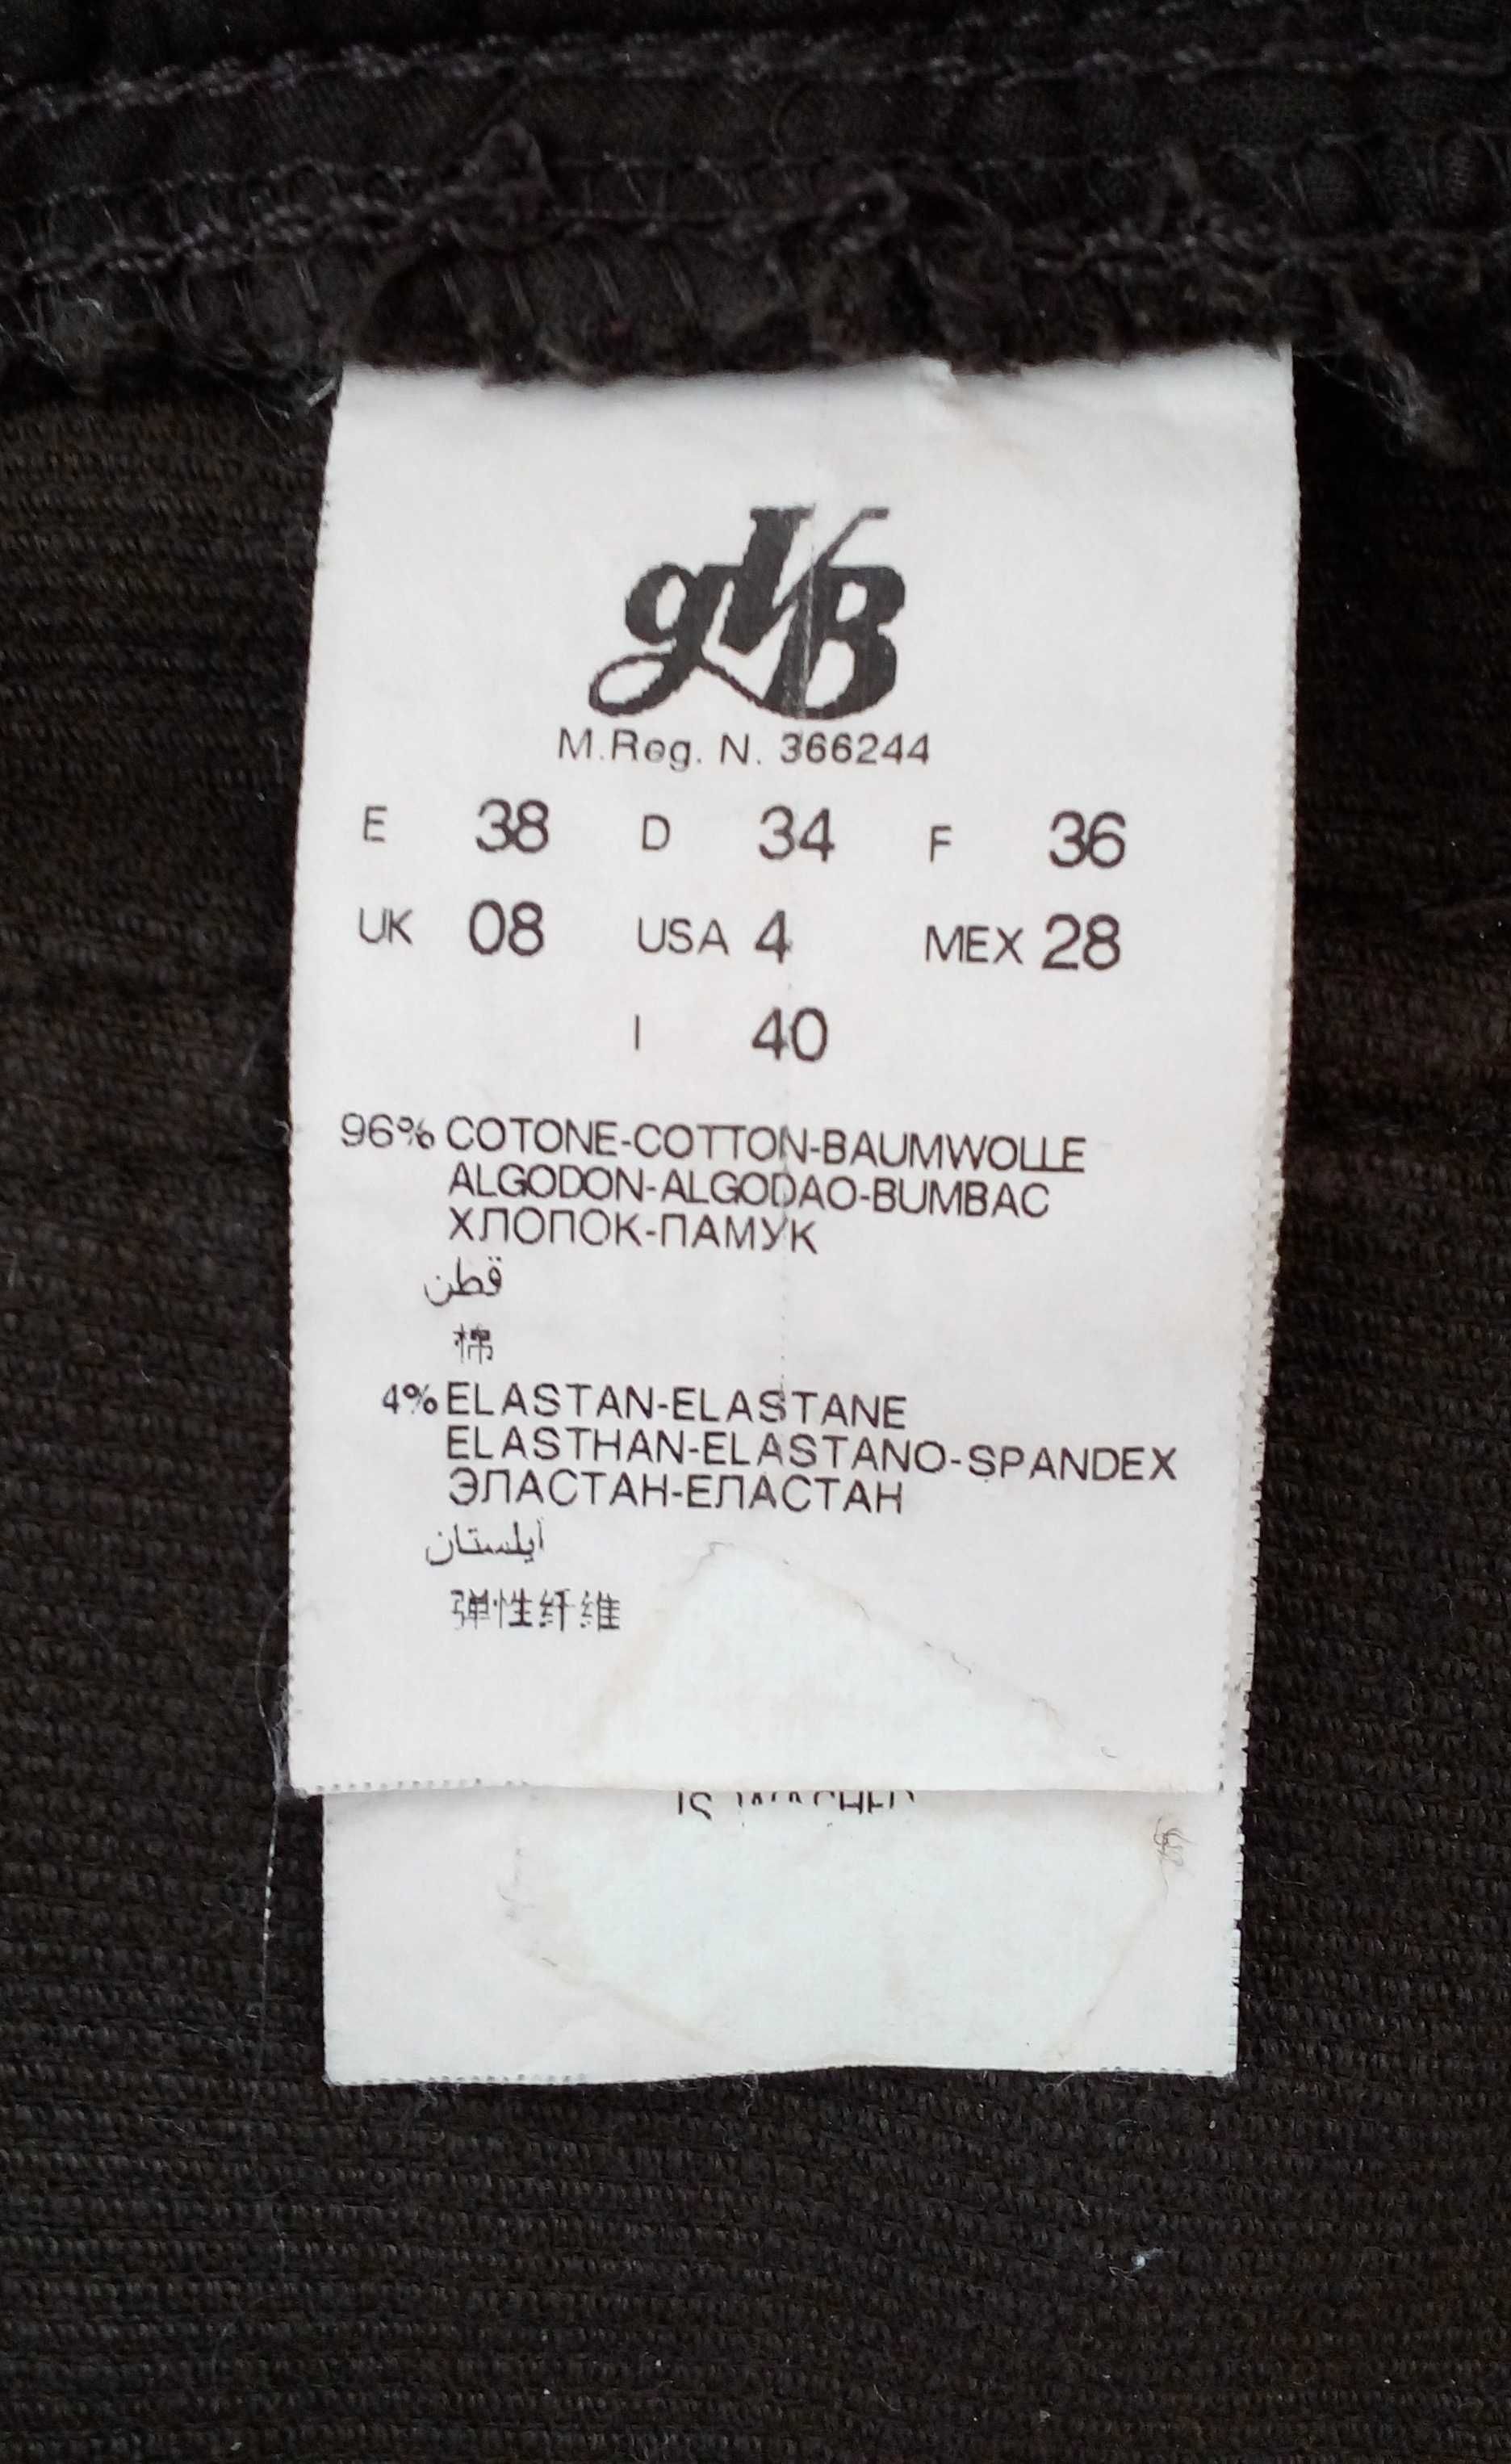 gVB
M.Reg. N. 366244
E 38 D 34 F 36
UK 08 USA 4 MEX 28
I 40
96% COTONE-COTTON-BAUMWOLLE
ALGODON-ALGODAO-BUMBAC
ХЛОПОК-ПАМУК
قطن
棉
4% ELASTAN-ELASTANE
ELASTHAN-ELASTANO-SPANDEX
ЭЛАСТАН-ЕЛАСТАН
ايلستان
弹性纤维